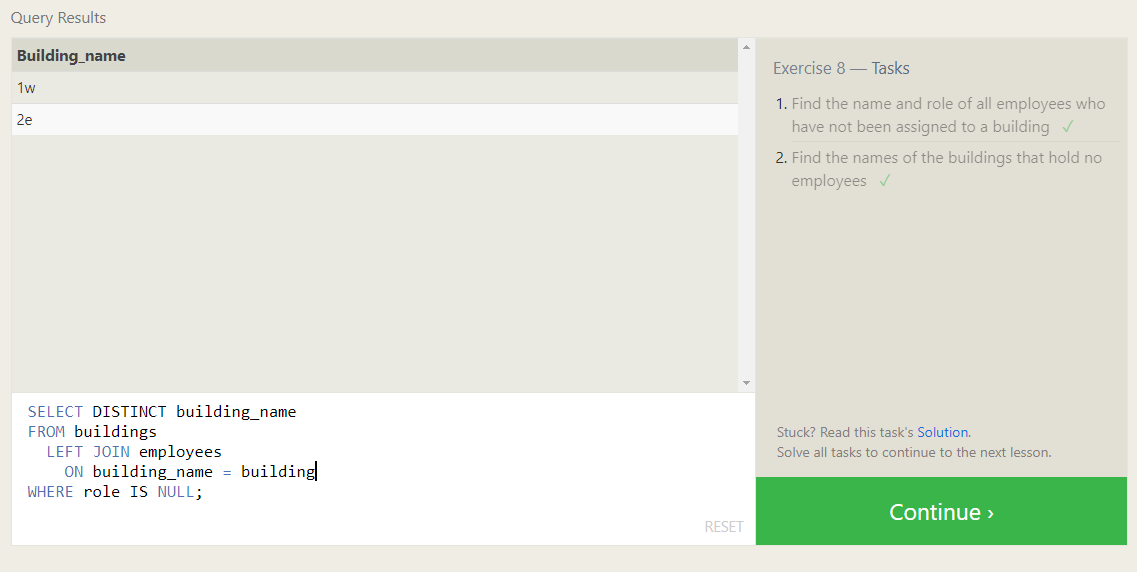 Query Results
Building_name
1w
2e
Exercise 8 — Tasks
1. Find the name and role of all employees who
have not been assigned to a building ✓
2. Find the names of the buildings that hold no
employees ✓
SELECT DISTINCT building_name
FROM buildings
LEFT JOIN employees
ON building_name = building
WHERE role IS NULL;
RESET
Stuck? Read this task's Solution.
Solve all tasks to continue to the next lesson.
Continue ›